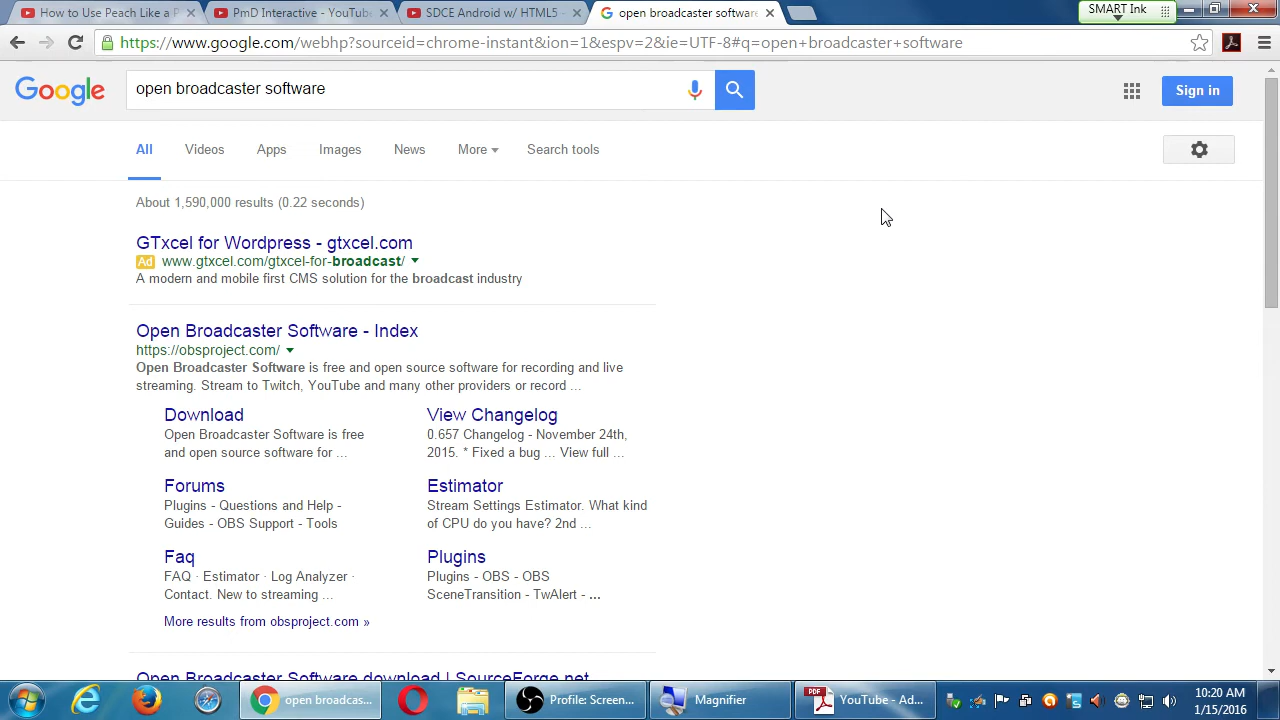 How to Use Peach Like a P
PmD Interactive - YouTube
SDCE Android w/ HTML5 -
open broadcaster software
SMART Ink
https://www.google.com/webhp?sourceid=chrome-instant&ion=1&espv=2&ie=UTF-8#q=open+broadcaster+software
Google
open broadcaster software
Sign in
All
Videos
Apps
Images
News
More
Search tools
About 1,590,000 results (0.22 seconds)
GTxcel for Wordpress - gtxcel.com
Ad www.gtxcel.com/gtxcel-for-broadcast/
A modern and mobile first CMS solution for the broadcast industry
Open Broadcaster Software - Index
https://obsproject.com/
Open Broadcaster Software is free and open source software for recording and live
streaming. Stream to Twitch, YouTube and many other providers or record ...
Download
Open Broadcaster Software is free
and open source software for ...
View Changelog
0.657 Changelog - November 24th,
2015. * Fixed a bug ... View full ...
Forums
Plugins - Questions and Help -
Guides - OBS Support - Tools
Estimator
Stream Settings Estimator. What kind
of CPU do you have? 2nd ...
Faq
FAQ · Estimator · Log Analyzer ·
Contact. New to streaming ...
Plugins
Plugins - OBS - OBS
SceneTransition - TwAlert - ...
More results from obsproject.com »
Open Broadcaster Software download | SourceForge.net
open broadcas...
Profile: Screen...
Magnifier
PDF
YouTube - Ad...
10:20 AM
1/15/2016